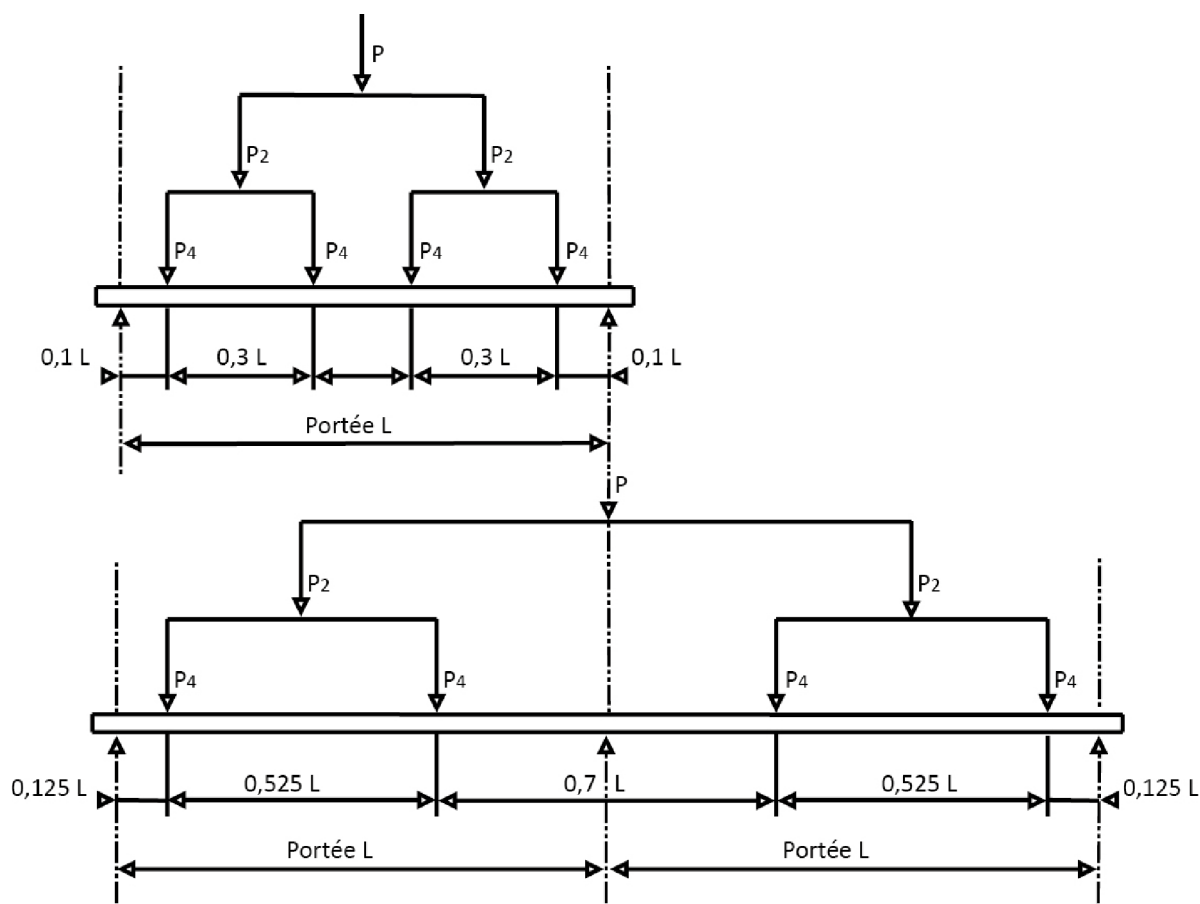 P
P2 P2
P4 P4 P4 P4
0,1 L 0,3 L 0,3 L 0,1 L
Portée L
P
P2 P2
P4 P4 P4 P4
0,125 L 0,525 L 0,7 L 0,525 L 0,125 L
Portée L Portée L